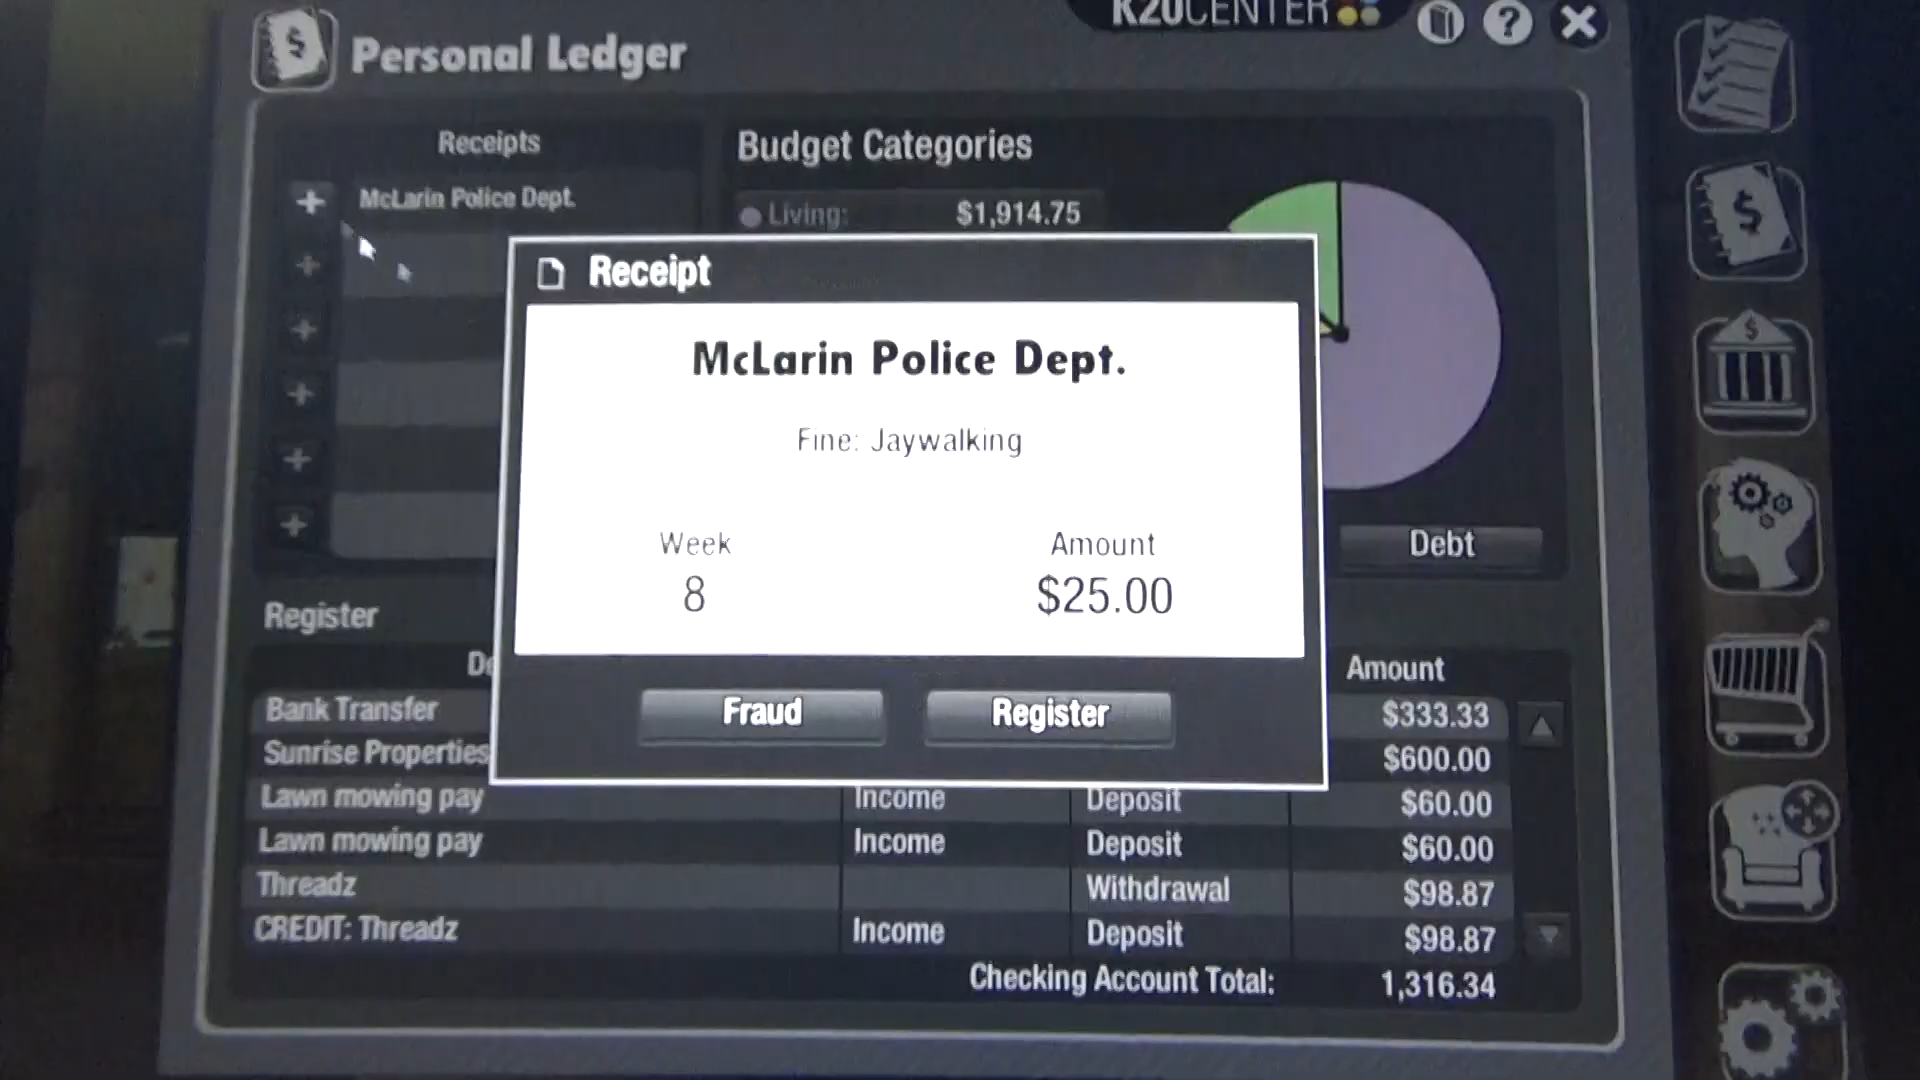 K20CENTER
Personal Ledger
Receipts
McLarin Police Dept.
Budget Categories
Living: $1,914.75
Receipt
McLarin Police Dept.
Fine: Jaywalking
Week Amount
8 $25.00
Fraud Register
Debt
Register
De Amount
Bank Transfer $333.33
Sunrise Properties $600.00
Lawn mowing pay Income Deposit $60.00
Lawn mowing pay Income Deposit $60.00
Threadz Withdrawal $98.87
CREDIT: Threadz Income Deposit $98.87
Checking Account Total: 1,316.34